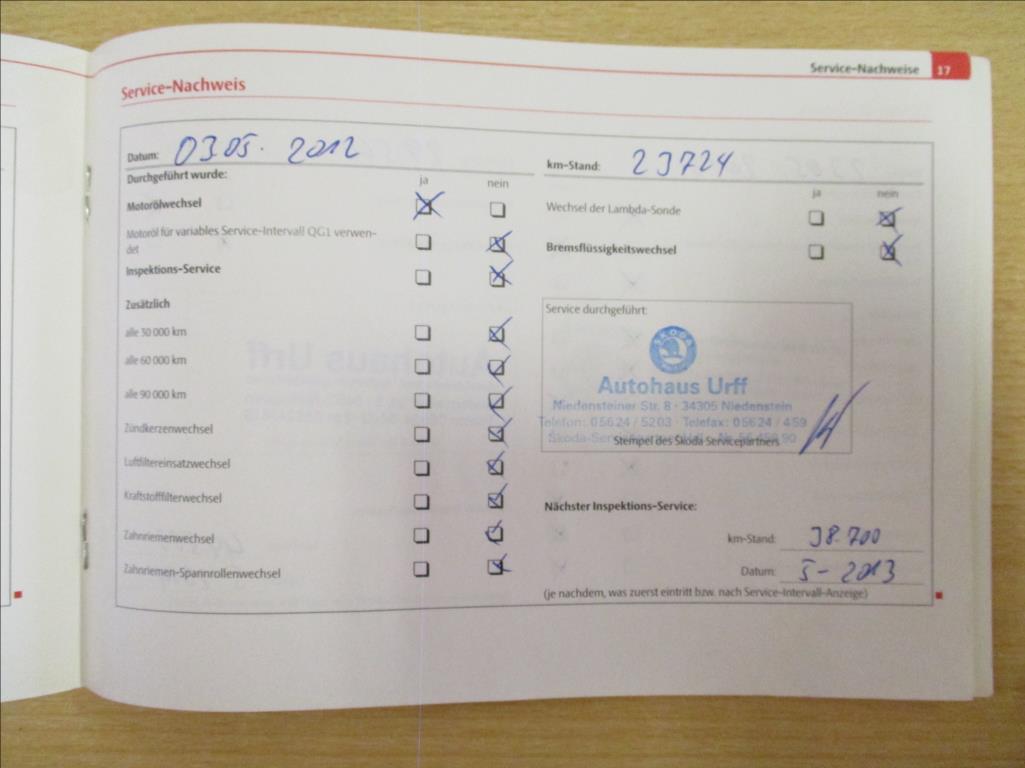 Service-Nachweise 17
Service-Nachweis
Datum: 03.05. 2012
km-Stand: 23724
Durchgeführt wurde:
ja nein
Motorölwechsel
Motoröl für variables Service-Intervall QG1 verwen-
det
Inspektions-Service
Zusätzlich
alle 30 000 km
alle 60 000 km
alle 90 000 km
Zündkerzenwechsel
Luftfiltereinsatzwechsel
Kraftstofffilterwechsel
Zahnriemenwechsel
Zahnriemen-Spannrollenwechsel
ja nein
Wechsel der Lambda-Sonde
Bremsflüssigkeitswechsel
Service durchgeführt:
ŠKODA
Autohaus Urff
Niedensteiner Str. 8 · 34305 Niedenstein
Telefon: 05624 / 5203 · Telefax: 05624 / 459
Stempel des Škoda Servicepartners
Nächster Inspektions-Service:
km-Stand: 38.700
Datum: 5 - 2013
(je nachdem, was zuerst eintritt bzw. nach Service-Intervall-Anzeige)